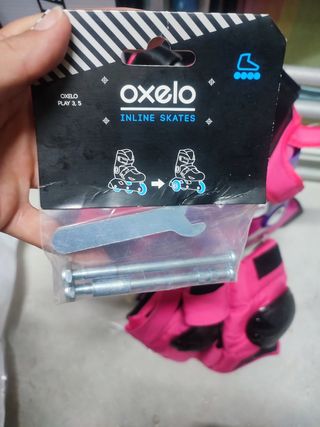 oxelo
INLINE SKATES
OXELO
PLAY 3, 5